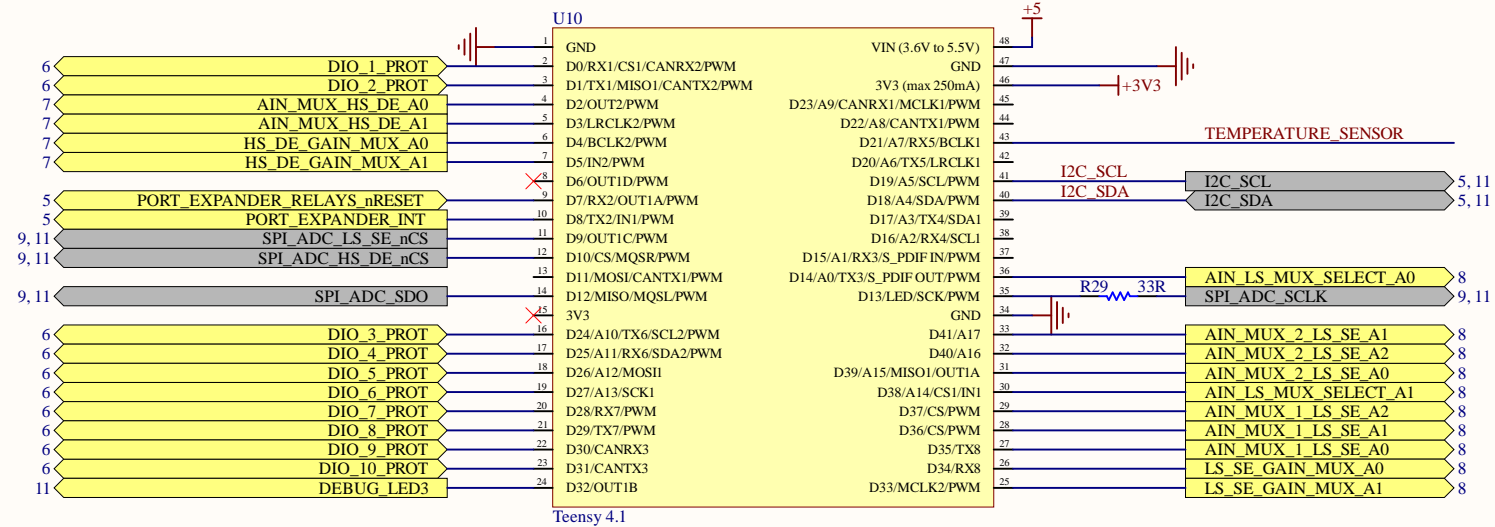 U10
+5
1 GND VIN (3.6V to 5.5V) 48
6 DIO_1_PROT 2 D0/RX1/CS1/CANRX2/PWM GND 47
6 DIO_2_PROT 3 D1/TX1/MISO1/CANTX2/PWM 3V3 (max 250mA) 46 +3V3
7 AIN_MUX_HS_DE_A0 4 D2/OUT2/PWM D23/A9/CANRX1/MCLK1/PWM 45
7 AIN_MUX_HS_DE_A1 5 D3/LRCLK2/PWM D22/A8/CANTX1/PWM 44
7 HS_DE_GAIN_MUX_A0 6 D4/BCLK2/PWM D21/A7/RX5/BCLK1 43 TEMPERATURE_SENSOR
7 HS_DE_GAIN_MUX_A1 7 D5/IN2/PWM D20/A6/TX5/LRCLK1 42
8 D6/OUT1D/PWM D19/A5/SCL/PWM 41 I2C_SCL I2C_SCL 5, 11
5 PORT_EXPANDER_RELAYS_nRESET 9 D7/RX2/OUT1A/PWM D18/A4/SDA/PWM 40 I2C_SDA I2C_SDA 5, 11
5 PORT_EXPANDER_INT 10 D8/TX2/IN1/PWM D17/A3/TX4/SDA1 39
9, 11 SPI_ADC_LS_SE_nCS 11 D9/OUT1C/PWM D16/A2/RX4/SCL1 38
9, 11 SPI_ADC_HS_DE_nCS 12 D10/CS/MQSR/PWM D15/A1/RX3/S_PDIF IN/PWM 37
13 D11/MOSI/CANTX1/PWM D14/A0/TX3/S_PDIF OUT/PWM 36 AIN_LS_MUX_SELECT_A0 8
9, 11 SPI_ADC_SDO 14 D12/MISO/MQSL/PWM D13/LED/SCK/PWM 35 R29 33R SPI_ADC_SCLK 9, 11
15 3V3 GND 34
6 DIO_3_PROT 16 D24/A10/TX6/SCL2/PWM D41/A17 33 AIN_MUX_2_LS_SE_A1 8
6 DIO_4_PROT 17 D25/A11/RX6/SDA2/PWM D40/A16 32 AIN_MUX_2_LS_SE_A2 8
6 DIO_5_PROT 18 D26/A12/MOSI1 D39/A15/MISO1/OUT1A 31 AIN_MUX_2_LS_SE_A0 8
6 DIO_6_PROT 19 D27/A13/SCK1 D38/A14/CS1/IN1 30 AIN_LS_MUX_SELECT_A1 8
6 DIO_7_PROT 20 D28/RX7/PWM D37/CS/PWM 29 AIN_MUX_1_LS_SE_A2 8
6 DIO_8_PROT 21 D29/TX7/PWM D36/CS/PWM 28 AIN_MUX_1_LS_SE_A1 8
6 DIO_9_PROT 22 D30/CANRX3 D35/TX8 27 AIN_MUX_1_LS_SE_A0 8
6 DIO_10_PROT 23 D31/CANTX3 D34/RX8 26 LS_SE_GAIN_MUX_A0 8
11 DEBUG_LED3 24 D32/OUT1B D33/MCLK2/PWM 25 LS_SE_GAIN_MUX_A1 8
Teensy 4.1